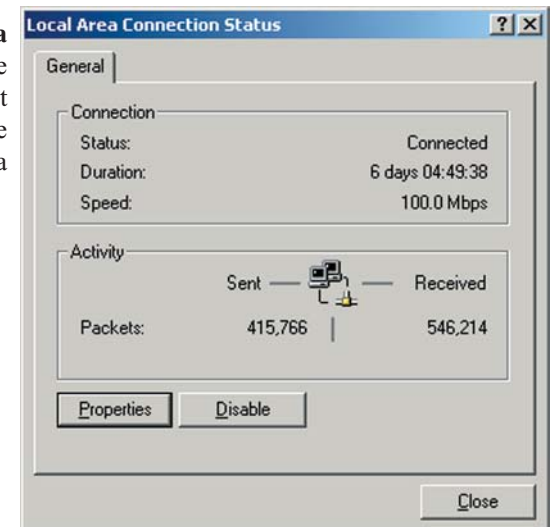 a
e
t
e
a
Local Area Connection Status
General
Connection
Status: Connected
Duration: 6 days 04:49:38
Speed: 100.0 Mbps
Activity
Sent Received
Packets: 415,766 546,214
Properties Disable
Close